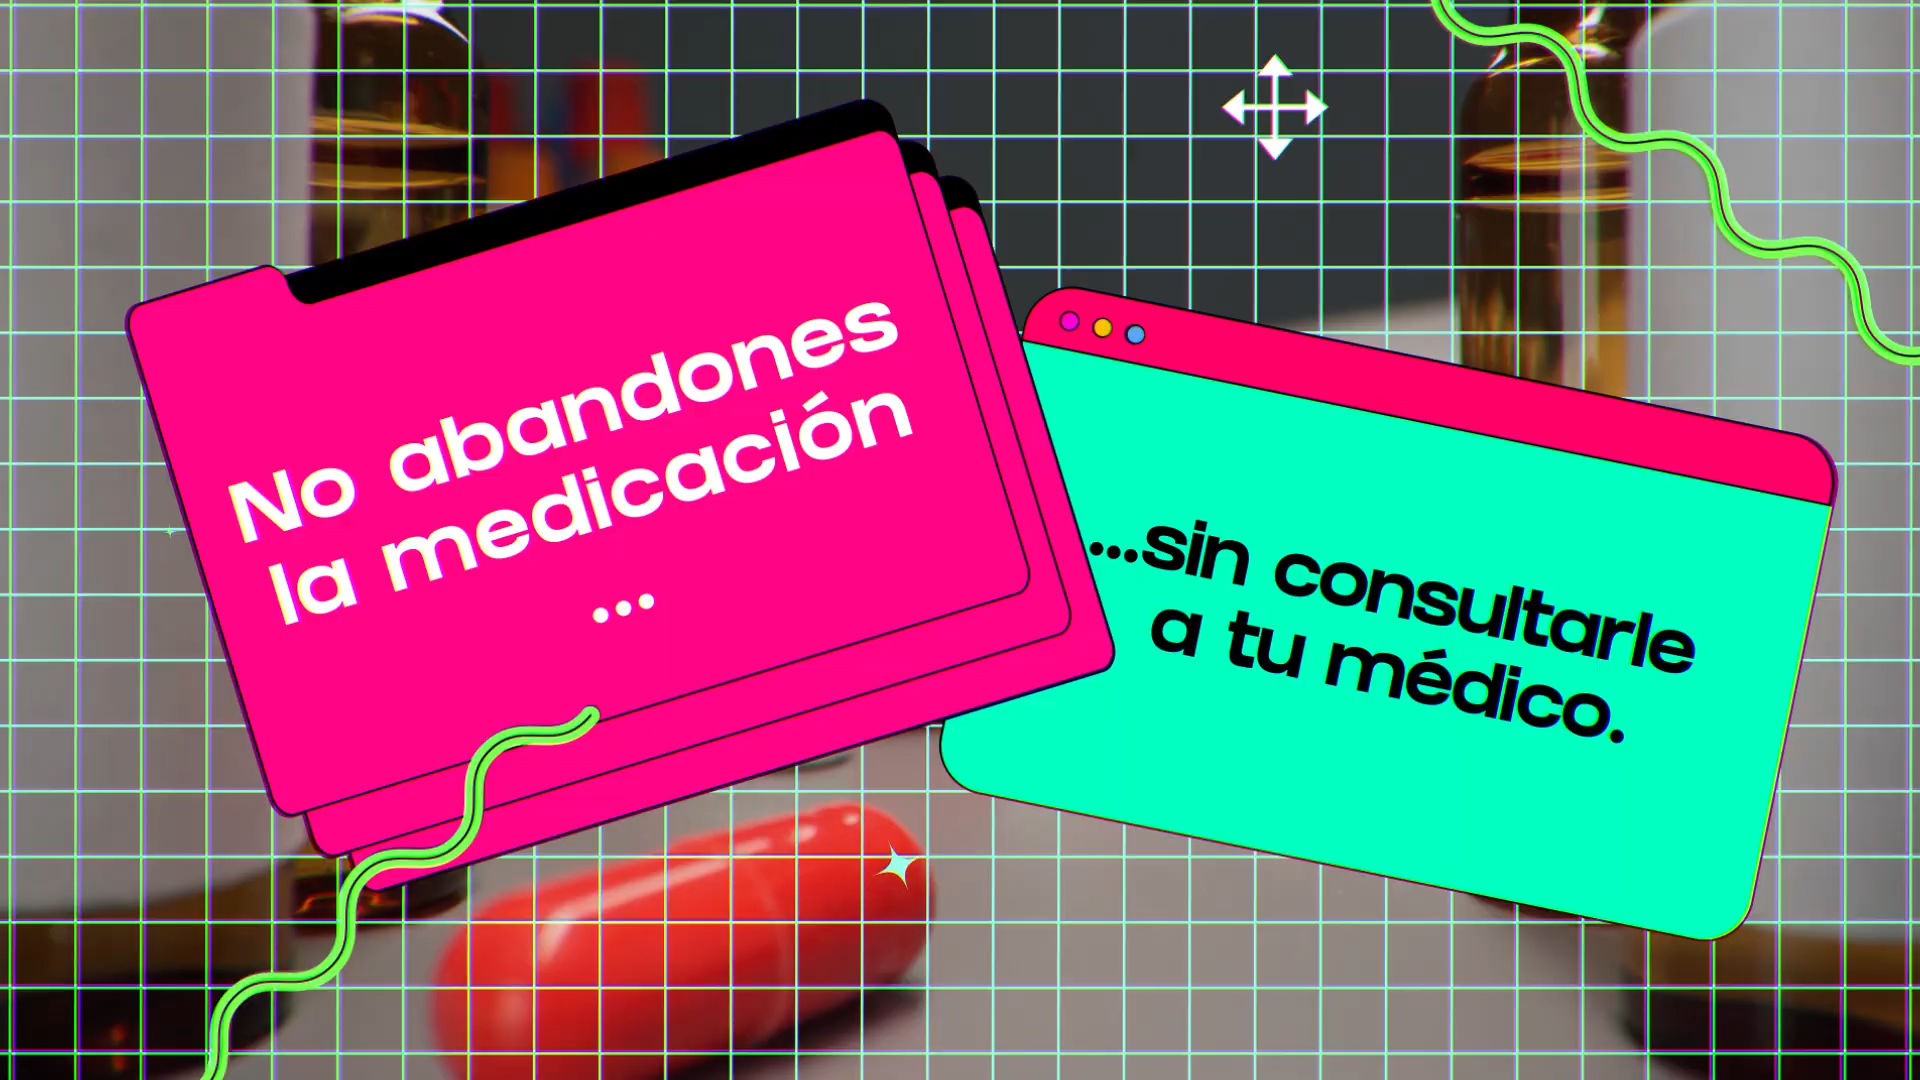 No abandones
la medicación
...
...sin consultarle
a tu médico.